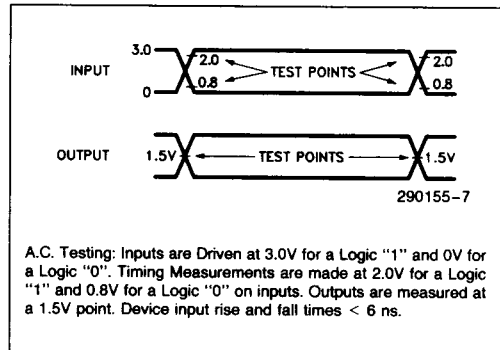 3.0
INPUT 2.0 TEST POINTS 2.0
0.8 0.8
0
OUTPUT 1.5V TEST POINTS 1.5V
290155-7
A.C. Testing: Inputs are Driven at 3.0V for a Logic "1" and 0V for
a Logic "0". Timing Measurements are made at 2.0V for a Logic
"1" and 0.8V for a Logic "0" on inputs. Outputs are measured at
a 1.5V point. Device input rise and fall times < 6 ns.